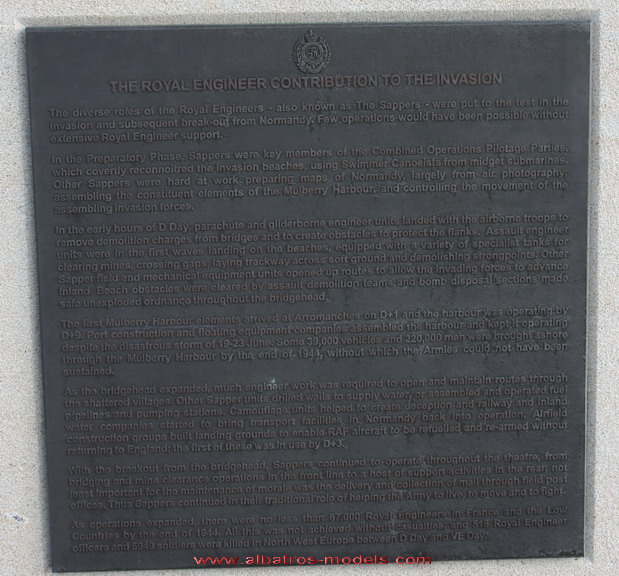 THE ROYAL ENGINEER CONTRIBUTION TO THE INVASION
The diverse roles of the Royal Engineers - also known as The Sappers - were put to the test in the
invasion and subsequent break-out from Normandy. Few operations would have been possible without
extensive Royal Engineer support.
In the Preparatory Phase, Sappers were key members of the Combined Operations Pilotage Parties,
which covertly reconnoitred the invasion beaches, using Swimmer Canoeists from midget submarines.
Other Sappers were hard at work preparing maps of Normandy, largely from air photography;
assembling the constituent elements of the Mulberry Harbour, and controlling the movement of the
assembling invasion forces.
In the early hours of D Day, parachute and gliderborne engineer units landed with the airborne troops to
remove demolition charges from bridges and to create obstacles to protect the flanks. Assault engineer
units were in the first waves landing on the beaches, equipped with a variety of specialist tanks for
clearing mines, crossing gaps, laying trackway across soft ground and demolishing strongpoints. Other
Sapper field and mechanical equipment units opened up routes to allow the invading forces to advance
inland. Beach obstacles were cleared by assault demolition teams and bomb disposal sections made
safe unexploded ordnance throughout the bridgehead.
The first Mulberry Harbour elements arrived at Arromanches on D+1 and the harbour was operating by
D+9. Port construction and floating equipment companies assembled the harbour and kept it operating
despite the disastrous storm of 19-23 June. Some 39,000 vehicles and 220,000 men were brought ashore
through the Mulberry Harbour by the end of 1944, without which the Armies could not have been
sustained.
As the bridgehead expanded, much engineer work was required to open and maintain routes through
the shattered villages. Other Sapper units drilled wells to supply water, or assembled and operated fuel
pipelines and pumping stations. Camouflage units helped to create deception and railway and inland
water companies started to bring transport facilities in Normandy back into operation. Airfield
construction groups built landing grounds to enable RAF aircraft to be refuelled and re-armed without
returning to England; the first of these was in use by D+3.
With the breakout from the bridgehead, Sappers continued to operate throughout the theatre, from
bridging and mine clearance operations in the front line to a host of support activities in the rear; not
least important for the maintenance of morale was the delivery and collection of mail through field post
offices. Thus Sappers continued in their traditional role of helping the Army to live, to move and to fight.
As operations expanded, there were no less than 87,000 Royal Engineers in France and the Low
Countries by the end of 1944. All this was not achieved without casualties, and Royal Engineer
officers and soldiers were killed in North West Europe between D Day and VE Day.
www.albatros-models.com